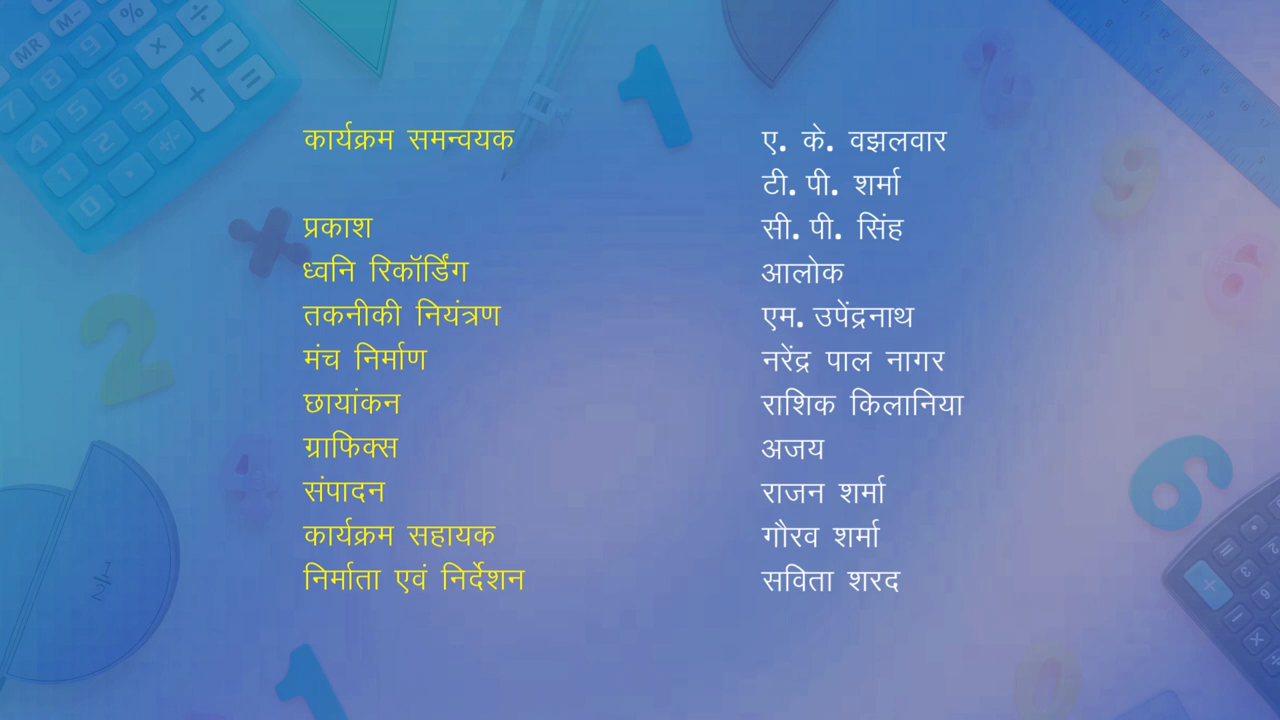 कार्यक्रम समन्वयक ए. के. वझलवार
टी. पी. शर्मा
प्रकाश सी. पी. सिंह
ध्वनि रिकॉर्डिंग आलोक
तकनीकी नियंत्रण एम. उपेंद्रनाथ
मंच निर्माण नरेंद्र पाल नागर
छायांकन राशिक किलानिया
ग्राफिक्स अजय
संपादन राजन शर्मा
कार्यक्रम सहायक गौरव शर्मा
निर्माता एवं निर्देशन सविता शरद